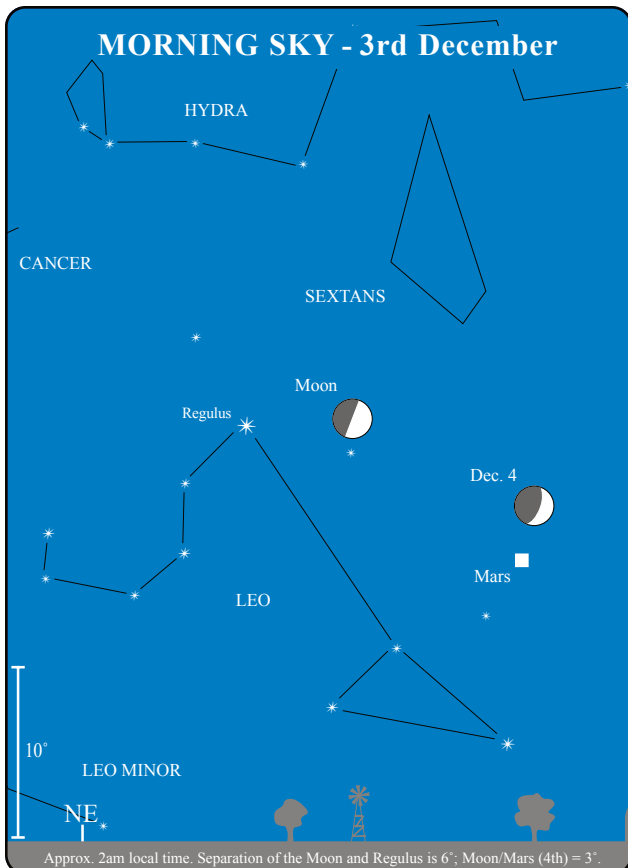 MORNING SKY - 3rd December
HYDRA
CANCER
SEXTANS
Moon
Regulus
Dec. 4
Mars
LEO
10°
LEO MINOR
NE
Approx. 2am local time. Separation of the Moon and Regulus is 6°; Moon/Mars (4th) = 3°.